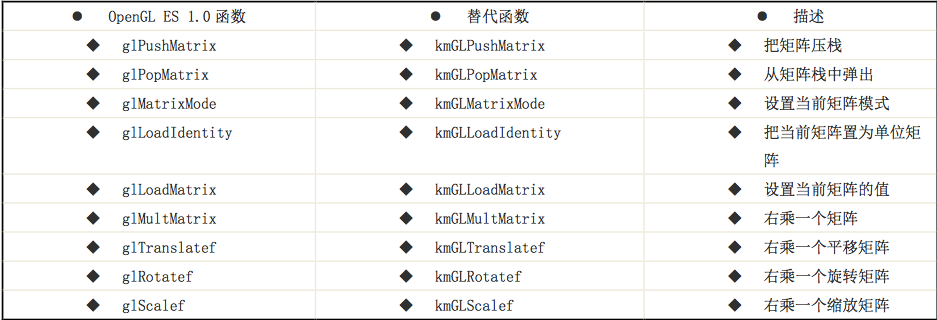 ● OpenGL ES 1.0 函数 ● 替代函数 ● 描述
◆ glPushMatrix ◆ kmGLPushMatrix ◆ 把矩阵压栈
◆ glPopMatrix ◆ kmGLPopMatrix ◆ 从矩阵栈中弹出
◆ glMatrixMode ◆ kmGLMatrixMode ◆ 设置当前矩阵模式
◆ glLoadIdentity ◆ kmGLLoadIdentity ◆ 把当前矩阵置为单位矩
阵
◆ glLoadMatrix ◆ kmGLLoadMatrix ◆ 设置当前矩阵的值
◆ glMultMatrix ◆ kmGLMultMatrix ◆ 右乘一个矩阵
◆ glTranslatef ◆ kmGLTranslatef ◆ 右乘一个平移矩阵
◆ glRotatef ◆ kmGLRotatef ◆ 右乘一个旋转矩阵
◆ glScalef ◆ kmGLScalef ◆ 右乘一个缩放矩阵